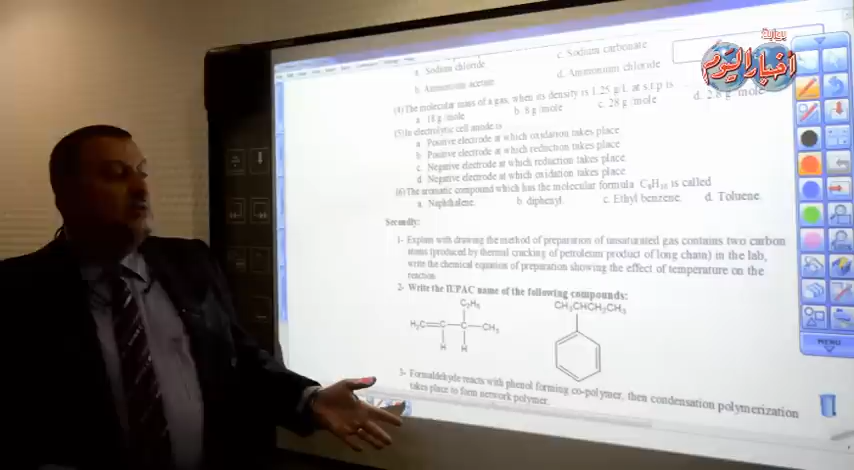 بوابة
أخبار اليوم
a. Sodium chloride
c. Sodium carbonate
b. Ammonium acetate
d. Ammonium chloride
(4) The molecular mass of a gas, when its density is 1.25 g/L at s.t.p is
a. 18 g/mole b. 8 g/mole c. 28 g/mole d. 2.8 g mole
(5) In electrolytic cell anode is
a. Positive electrode at which oxidation takes place
b. Positive electrode at which reduction takes place
c. Negative electrode at which reduction takes place
d. Negative electrode at which oxidation takes place
(6) The aromatic compound which has the molecular formula C₈H₁₀ is called
a. Naphthalene. b. diphenyl. c. Ethyl benzene. d. Toluene.
Secondly:
1- Explain with drawing the method of preparation of unsaturated gas contains two carbon
atoms (produced by thermal cracking of petroleum product of long chain) in the lab,
write the chemical equation of preparation showing the effect of temperature on the
reaction
2- Write the IUPAC name of the following compounds:
C₂H₅
H₂C=C—C—CH₃
H H
CH₃CHCH₂CH₃
3- Formaldehyde reacts with phenol forming co-polymer, then condensation polymerization
takes place to form network polymer.
MENU